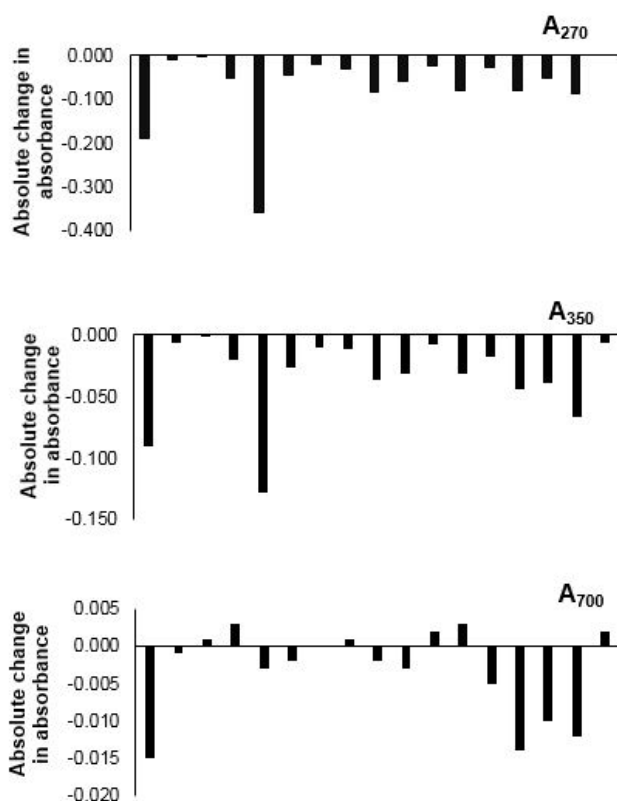 A270
Absolute change in
absorbance
0.000
-0.100
-0.200
-0.300
-0.400
A350
Absolute change
in absorbance
0.000
-0.050
-0.100
-0.150
A700
Absolute change
in absorbance
0.005
0.000
-0.005
-0.010
-0.015
-0.020